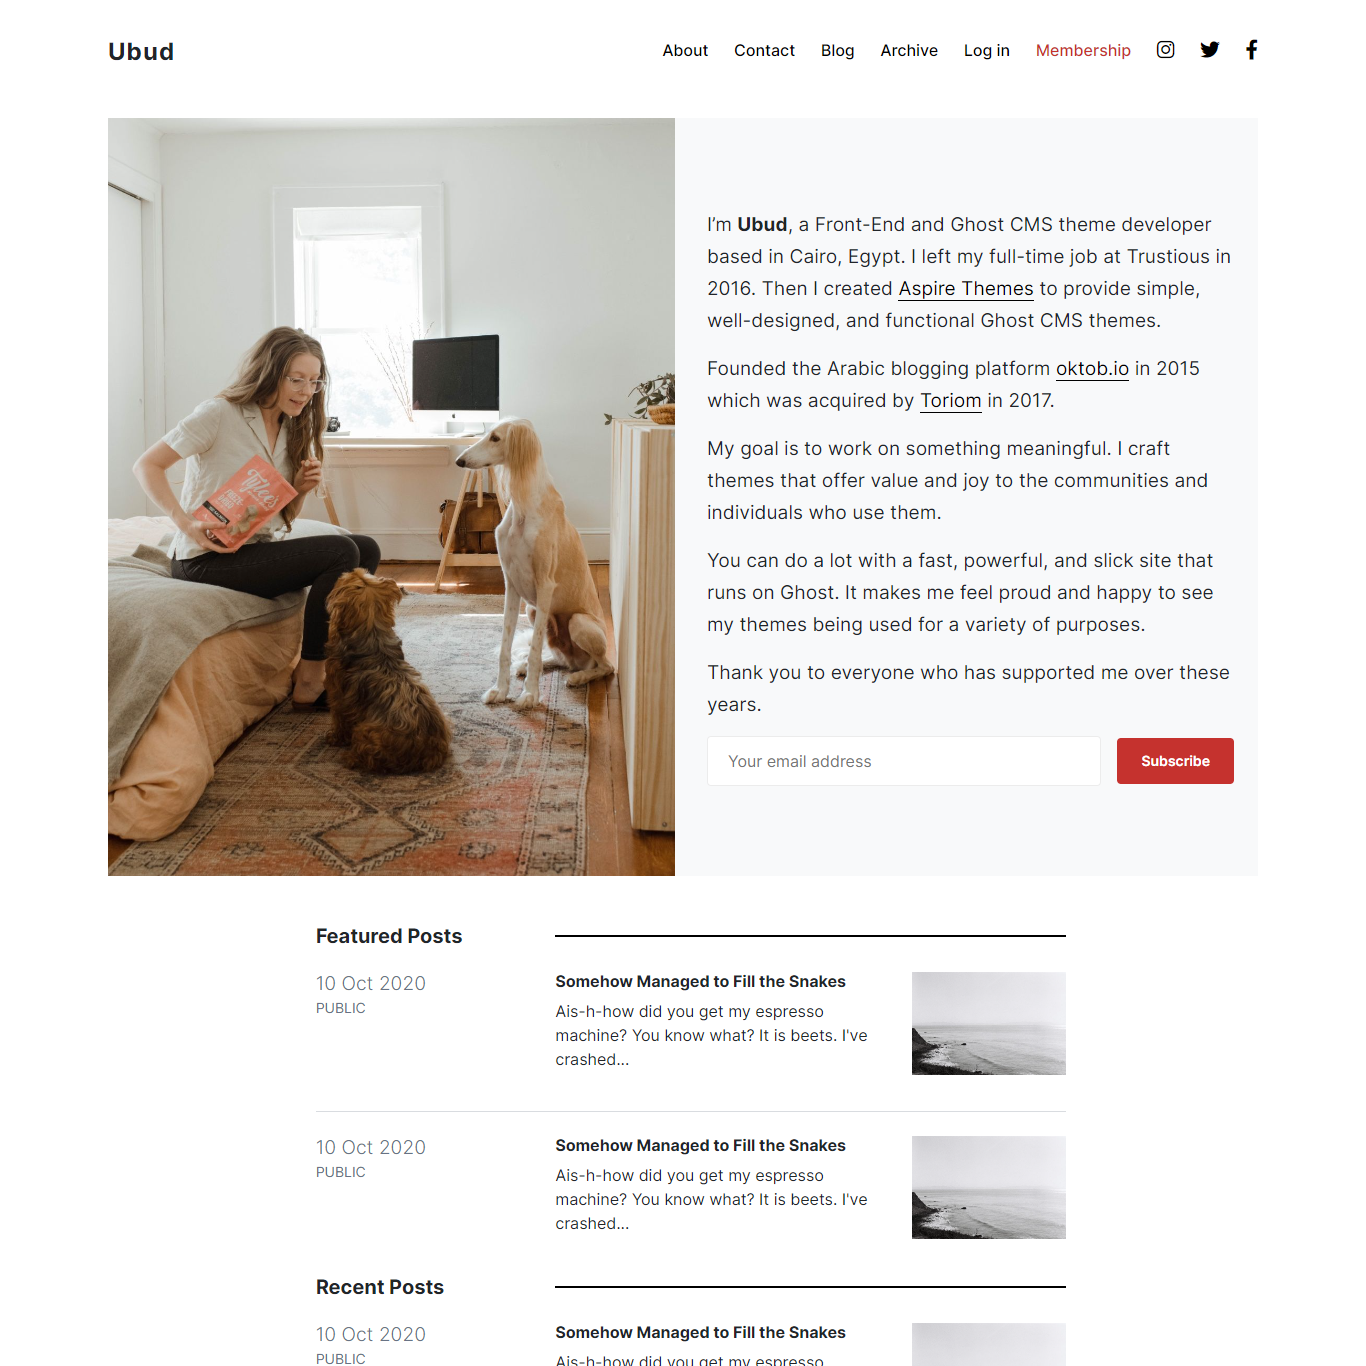 Ubud
About Contact Blog Archive Log in Membership
I’m Ubud, a Front-End and Ghost CMS theme developer
based in Cairo, Egypt. I left my full-time job at Trustious in
2016. Then I created Aspire Themes to provide simple,
well-designed, and functional Ghost CMS themes.
Founded the Arabic blogging platform oktob.io in 2015
which was acquired by Toriom in 2017.
My goal is to work on something meaningful. I craft
themes that offer value and joy to the communities and
individuals who use them.
You can do a lot with a fast, powerful, and slick site that
runs on Ghost. It makes me feel proud and happy to see
my themes being used for a variety of purposes.
Thank you to everyone who has supported me over these
years.
Your email address
Subscribe
Featured Posts
10 Oct 2020
PUBLIC
Somehow Managed to Fill the Snakes
Ais-h-how did you get my espresso
machine? You know what? It is beets. I've
crashed...
10 Oct 2020
PUBLIC
Somehow Managed to Fill the Snakes
Ais-h-how did you get my espresso
machine? You know what? It is beets. I've
crashed...
Recent Posts
10 Oct 2020
PUBLIC
Somehow Managed to Fill the Snakes
Ais-h-how did you get my espresso